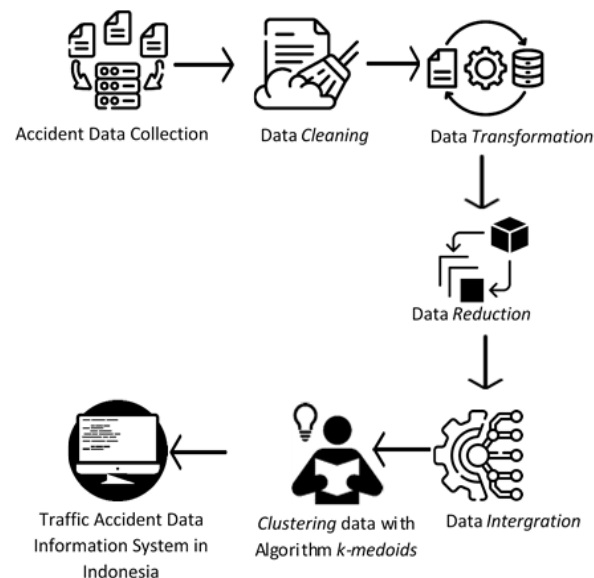 Accident Data Collection
Data Cleaning
Data Transformation
Data Reduction
Data Intergration
Clustering data with
Algorithm k-medoids
Traffic Accident Data
Information System in
Indonesia